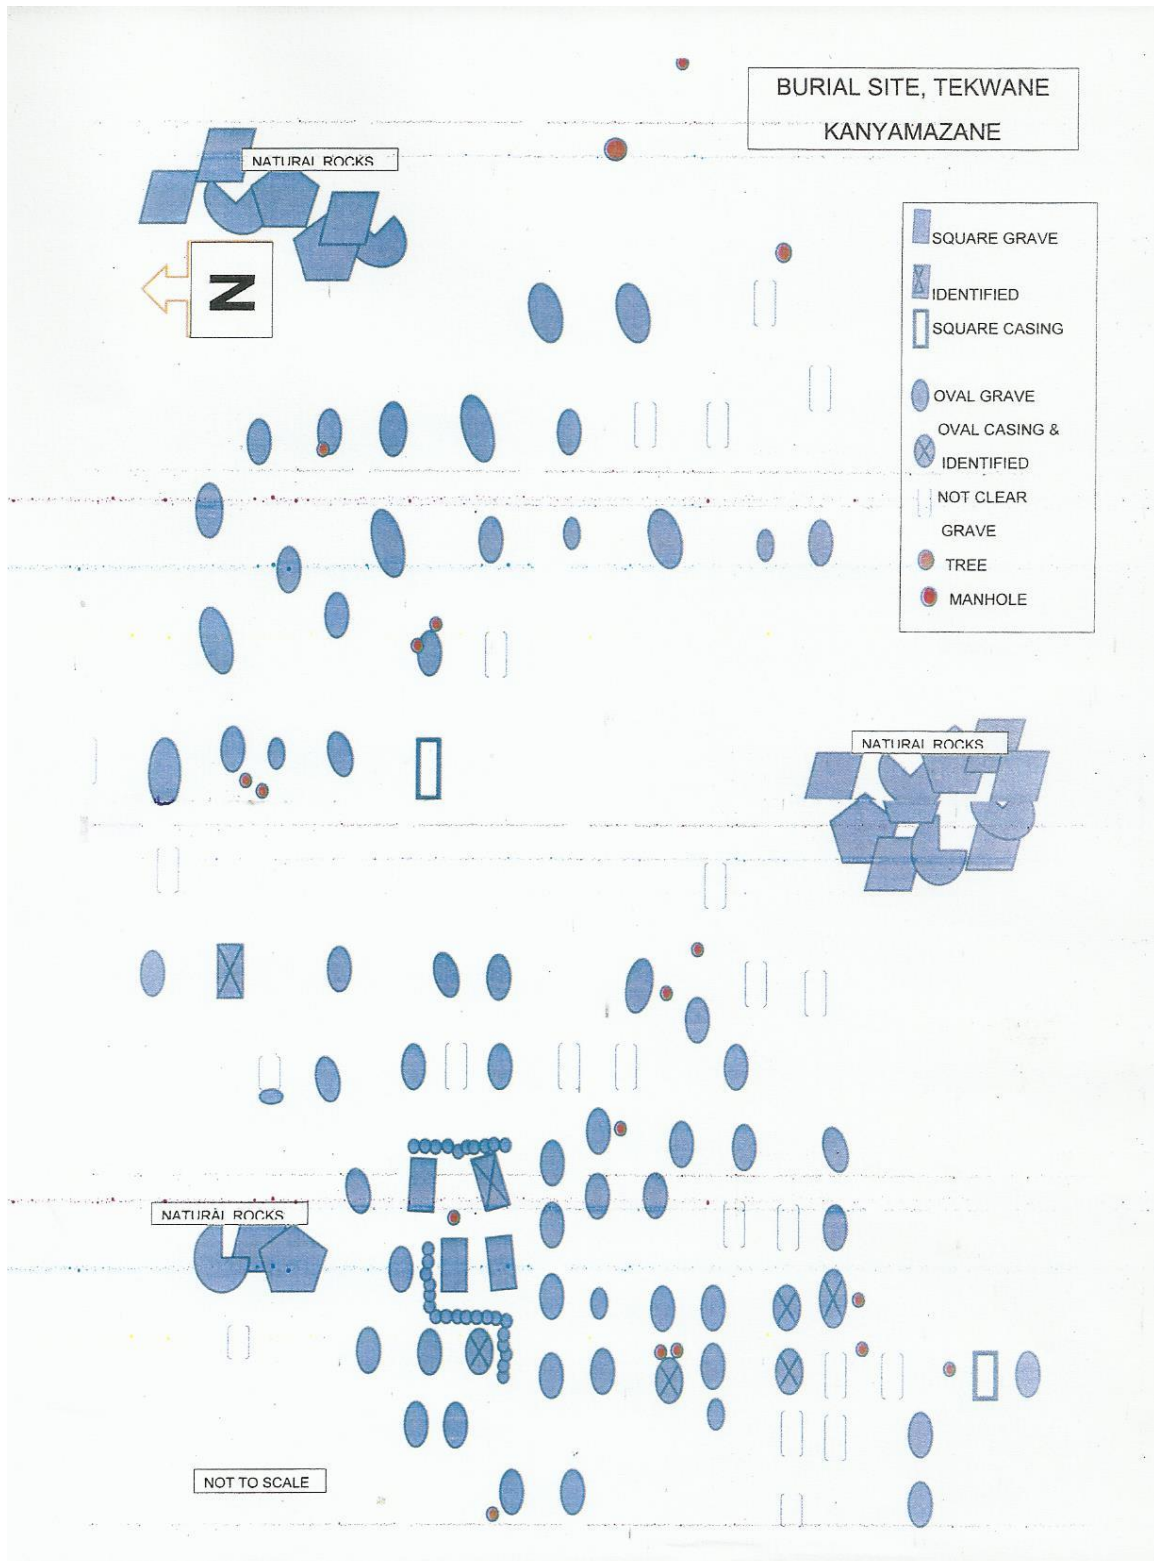 BURIAL SITE, TEKWANE
KANYAMAZANE
NATURAL ROCKS
N
SQUARE GRAVE
IDENTIFIED
SQUARE CASING
OVAL GRAVE
OVAL CASING &
IDENTIFIED
NOT CLEAR
GRAVE
TREE
MANHOLE
NATURAL ROCKS
NATURAL ROCKS
NOT TO SCALE